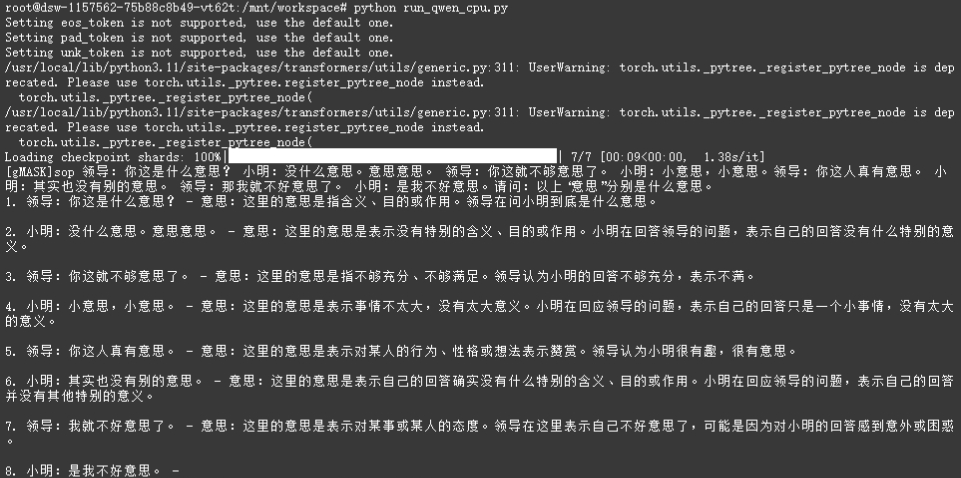 root@dsw-1157562-75b88c8b49-vt62t:/mnt/workspace# python run_qwen_cpu.py
Setting eos_token is not supported, use the default one.
Setting pad_token is not supported, use the default one.
Setting unk_token is not supported, use the default one.
/usr/local/lib/python3.11/site-packages/transformers/utils/generic.py:311: UserWarning: torch.utils._pytree._register_pytree_node is dep
recated. Please use torch.utils._pytree.register_pytree_node instead.
  torch.utils._pytree._register_pytree_node(
/usr/local/lib/python3.11/site-packages/transformers/utils/generic.py:311: UserWarning: torch.utils._pytree._register_pytree_node is dep
recated. Please use torch.utils._pytree.register_pytree_node instead.
  torch.utils._pytree._register_pytree_node(
Loading checkpoint shards: 100%|| 7/7 [00:09<00:00,  1.38s/it]
[gMASK]sop 领导：你这是什么意思？ 小明：没什么意思。意思意思。 领导：你这就不够意思了。 小明：小意思，小意思。领导：你这人真有意思。 小
明：其实也没有别的意思。 领导：那我就不好意思了。 小明：是我不好意思。请问：以上“意思”分别是什么意思。
1. 领导：你这是什么意思？ - 意思：这里的意思是指含义、目的或作用。领导在问小明到底是什么意思。
2. 小明：没什么意思。意思意思。 - 意思：这里的意思是表示没有特别的含义、目的或作用。小明在回答领导的问题，表示自己的回答没有什么特别的意
义。
3. 领导：你这就不够意思了。 - 意思：这里的意思是指不够充分、不够满足。领导认为小明的回答不够充分，表示不满。
4. 小明：小意思，小意思。 - 意思：这里的意思是表示事情不太大，没有太大意义。小明在回应领导的问题，表示自己的回答只是一个小事情，没有太大
的意义。
5. 领导：你这人真有意思。 - 意思：这里的意思是表示对某人的行为、性格或想法表示赞赏。领导认为小明很有趣，很有意思。
6. 小明：其实也没有别的意思。 - 意思：这里的意思是表示自己的回答确实没有什么特别的含义、目的或作用。小明在回应领导的问题，表示自己的回答
并没有其他特别的意义。
7. 领导：我就不好意思了。 - 意思：这里的意思是表示对某事或某人的态度。领导在这里表示自己不好意思了，可能是因为对小明的回答感到意外或困惑
。
8. 小明：是我不好意思。 -